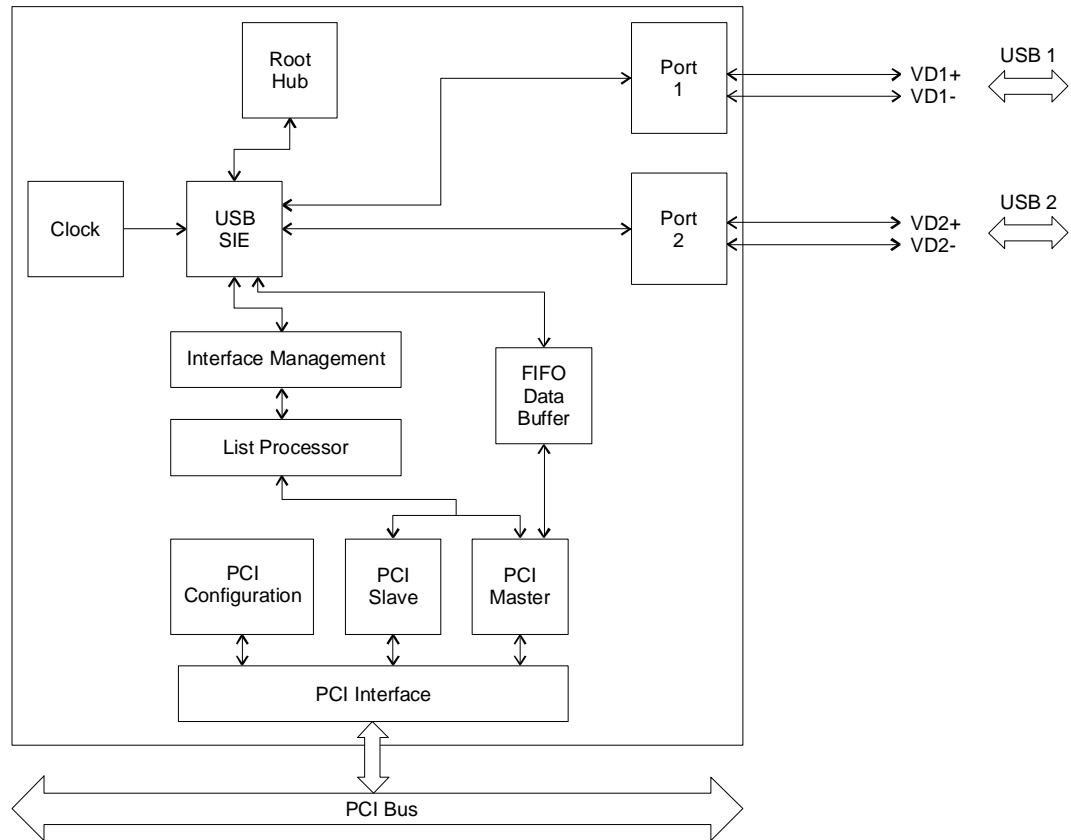 Root
Hub
Port
1
VD1+
VD1-
USB 1
Clock
USB
SIE
Port
2
VD2+
VD2-
USB 2
Interface Management
FIFO
Data
Buffer
List Processor
PCI
Configuration
PCI
Slave
PCI
Master
PCI Interface
PCI Bus